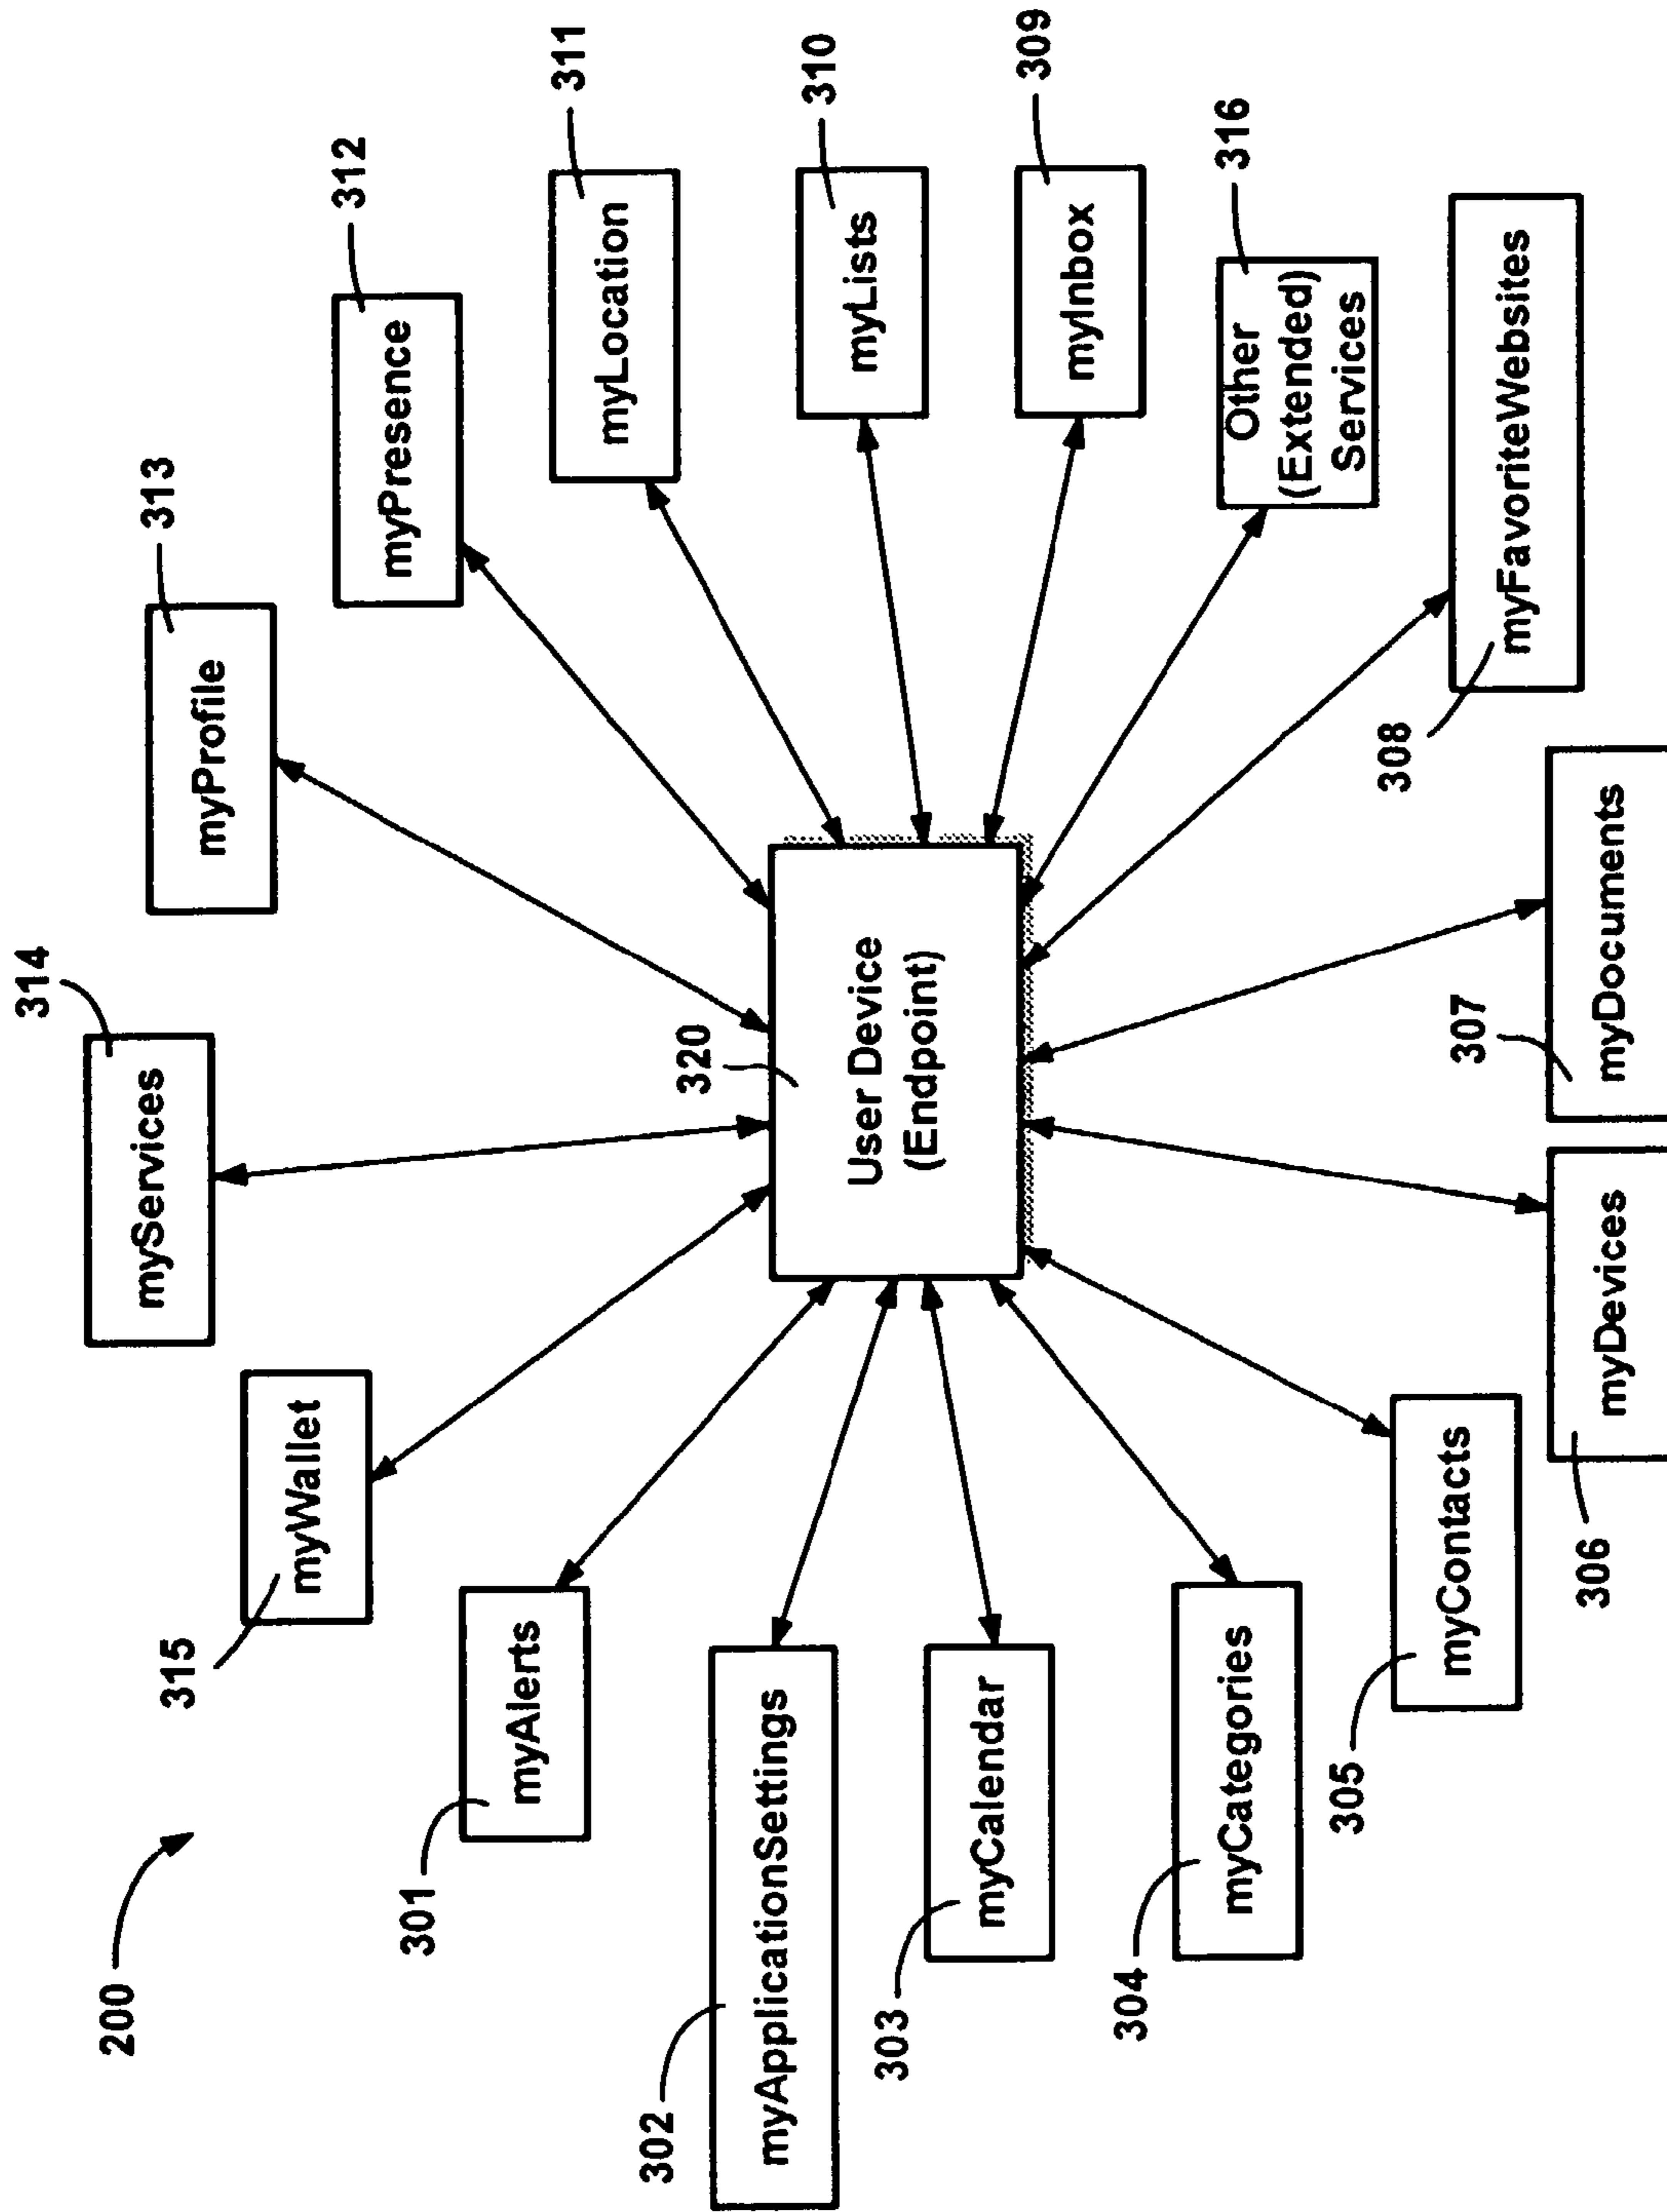 200
315
myWallet
314
myServices
313
myProfile
312
myPresence
301
myAlerts
311
myLocation
302
myApplicationSettings
320
User Device
(Endpoint)
310
myLists
303
myCalendar
309
myInbox
304
myCategories
316
Other
(Extended)
Services
305
myContacts
308
myFavoriteWebsites
306
myDevices
307
myDocuments